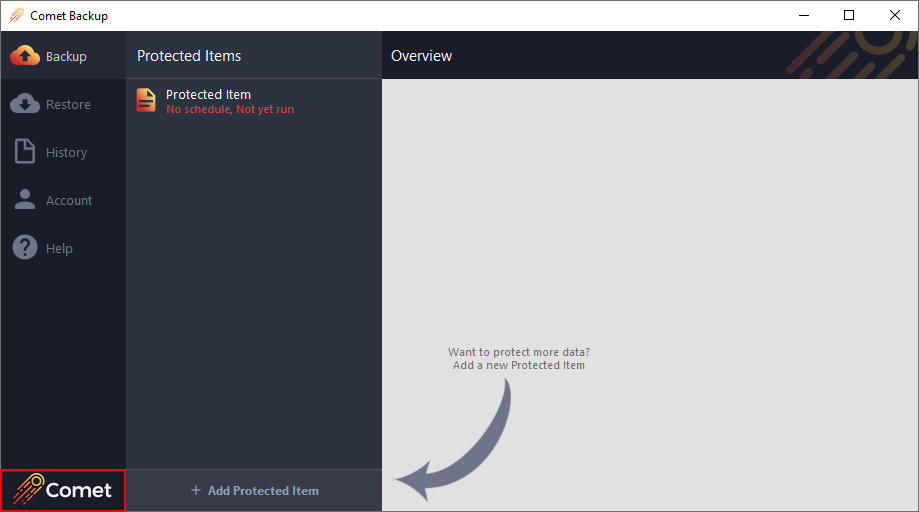 Comet Backup
Backup
Restore
History
Account
Help
Comet
Protected Items
Protected Item
No schedule, Not yet run
+ Add Protected Item
Overview
Want to protect more data?
Add a new Protected Item